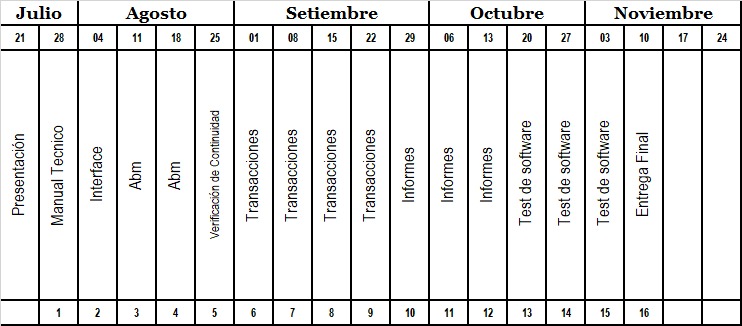 Julio Agosto Setiembre Octubre Noviembre
21 28 04 11 18 25 01 08 15 22 29 06 13 20 27 03 10 17 24
Presentación
Manual Tecnico
Interface
Abm
Abm
Verificación de Continuidad
Transacciones
Transacciones
Transacciones
Transacciones
Informes
Informes
Informes
Test de software
Test de software
Test de software
Entrega Final
1 2 3 4 5 6 7 8 9 10 11 12 13 14 15 16